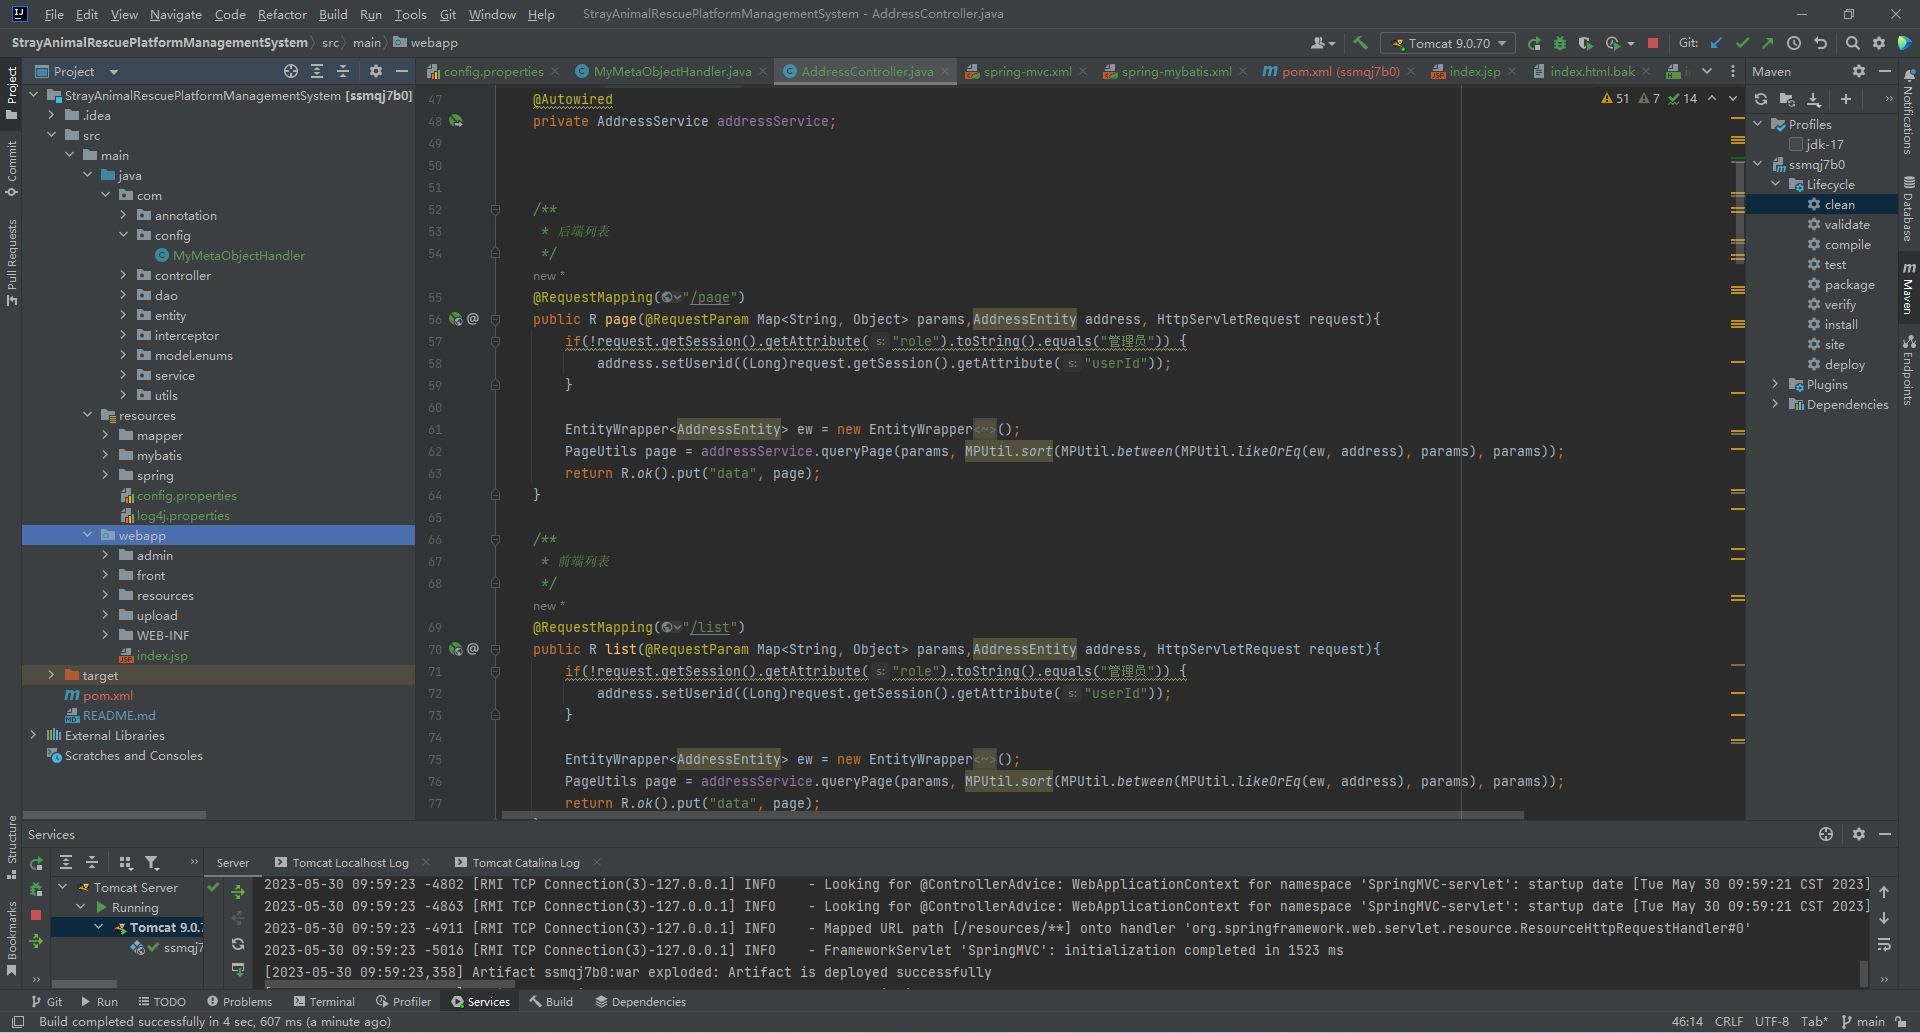 File Edit View Navigate Code Refactor Build Run Tools Git Window Help StrayAnimalRescuePlatformManagementSystem - AddressController.java
StrayAnimalRescuePlatformManagementSystem src main webapp Tomcat 9.0.70 Git:
Project config.properties MyMetaObjectHandler.java AddressController.java spring-mvc.xml spring-mybatis.xml pom.xml (ssmqj7b0) index.jsp index.html.bak Maven
StrayAnimalRescuePlatformManagementSystem [ssmqj7b0]
.idea
src
main
java
com
annotation
config
MyMetaObjectHandler
controller
dao
entity
interceptor
model.enums
service
utils
resources
mapper
mybatis
spring
config.properties
log4j.properties
webapp
admin
front
resources
upload
WEB-INF
index.jsp
target
pom.xml
README.md
External Libraries
Scratches and Consoles
Project
Commit
Pull Requests
Structure
Bookmarks
51 7 14
47 @Autowired
48 private AddressService addressService;
49
50
51
52 /**
53 * 后端列表
54 */
new *
55 @RequestMapping("/page")
56 public R page(@RequestParam Map<String, Object> params,AddressEntity address, HttpServletRequest request){
57 if(!request.getSession().getAttribute( s: "role").toString().equals("管理员")) {
58 address.setUserid((Long)request.getSession().getAttribute( s: "userId"));
59 }
60
61 EntityWrapper<AddressEntity> ew = new EntityWrapper<~>();
62 PageUtils page = addressService.queryPage(params, MPUtil.sort(MPUtil.between(MPUtil.likeOrEq(ew, address), params), params));
63 return R.ok().put("data", page);
64 }
65
66 /**
67 * 前端列表
68 */
new *
69 @RequestMapping("/list")
70 public R list(@RequestParam Map<String, Object> params,AddressEntity address, HttpServletRequest request){
71 if(!request.getSession().getAttribute( s: "role").toString().equals("管理员")) {
72 address.setUserid((Long)request.getSession().getAttribute( s: "userId"));
73 }
74
75 EntityWrapper<AddressEntity> ew = new EntityWrapper<~>();
76 PageUtils page = addressService.queryPage(params, MPUtil.sort(MPUtil.between(MPUtil.likeOrEq(ew, address), params), params));
77 return R.ok().put("data", page);
Profiles
jdk-17
ssmqj7b0
Lifecycle
clean
validate
compile
test
package
verify
install
site
deploy
Plugins
Dependencies
Notifications
Database
Maven
Endpoints
Services
Server Tomcat Localhost Log Tomcat Catalina Log
Tomcat Server
Running
Tomcat 9.0.7
ssmqj7
2023-05-30 09:59:23 -4802 [RMI TCP Connection(3)-127.0.0.1] INFO - Looking for @ControllerAdvice: WebApplicationContext for namespace 'SpringMVC-servlet': startup date [Tue May 30 09:59:21 CST 2023]
2023-05-30 09:59:23 -4863 [RMI TCP Connection(3)-127.0.0.1] INFO - Looking for @ControllerAdvice: WebApplicationContext for namespace 'SpringMVC-servlet': startup date [Tue May 30 09:59:21 CST 2023]
2023-05-30 09:59:23 -4911 [RMI TCP Connection(3)-127.0.0.1] INFO - Mapped URL path [/resources/**] onto handler 'org.springframework.web.servlet.resource.ResourceHttpRequestHandler#0'
2023-05-30 09:59:23 -5016 [RMI TCP Connection(3)-127.0.0.1] INFO - FrameworkServlet 'SpringMVC': initialization completed in 1523 ms
[2023-05-30 09:59:23,358] Artifact ssmqj7b0:war exploded: Artifact is deployed successfully
Git Run TODO Problems Terminal Profiler Services Build Dependencies
Build completed successfully in 4 sec, 607 ms (a minute ago) 46:14 CRLF UTF-8 Tab* main